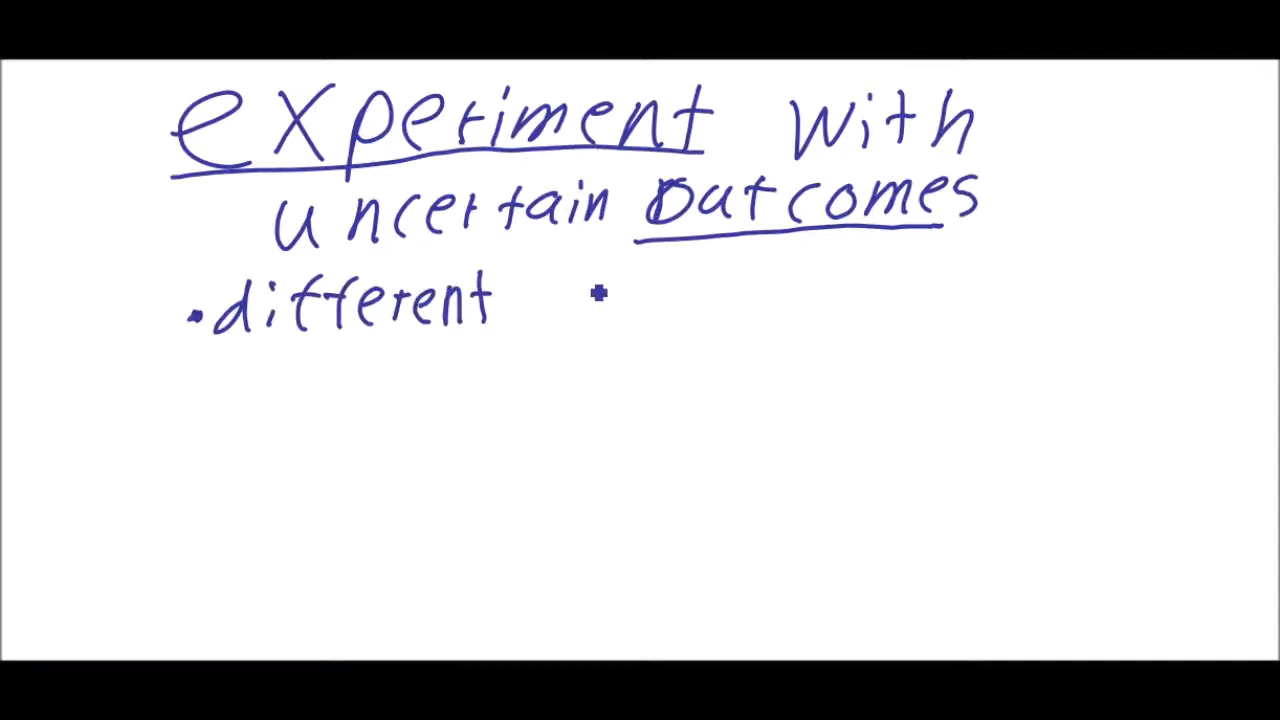 experiment with
uncertain outcomes
• different